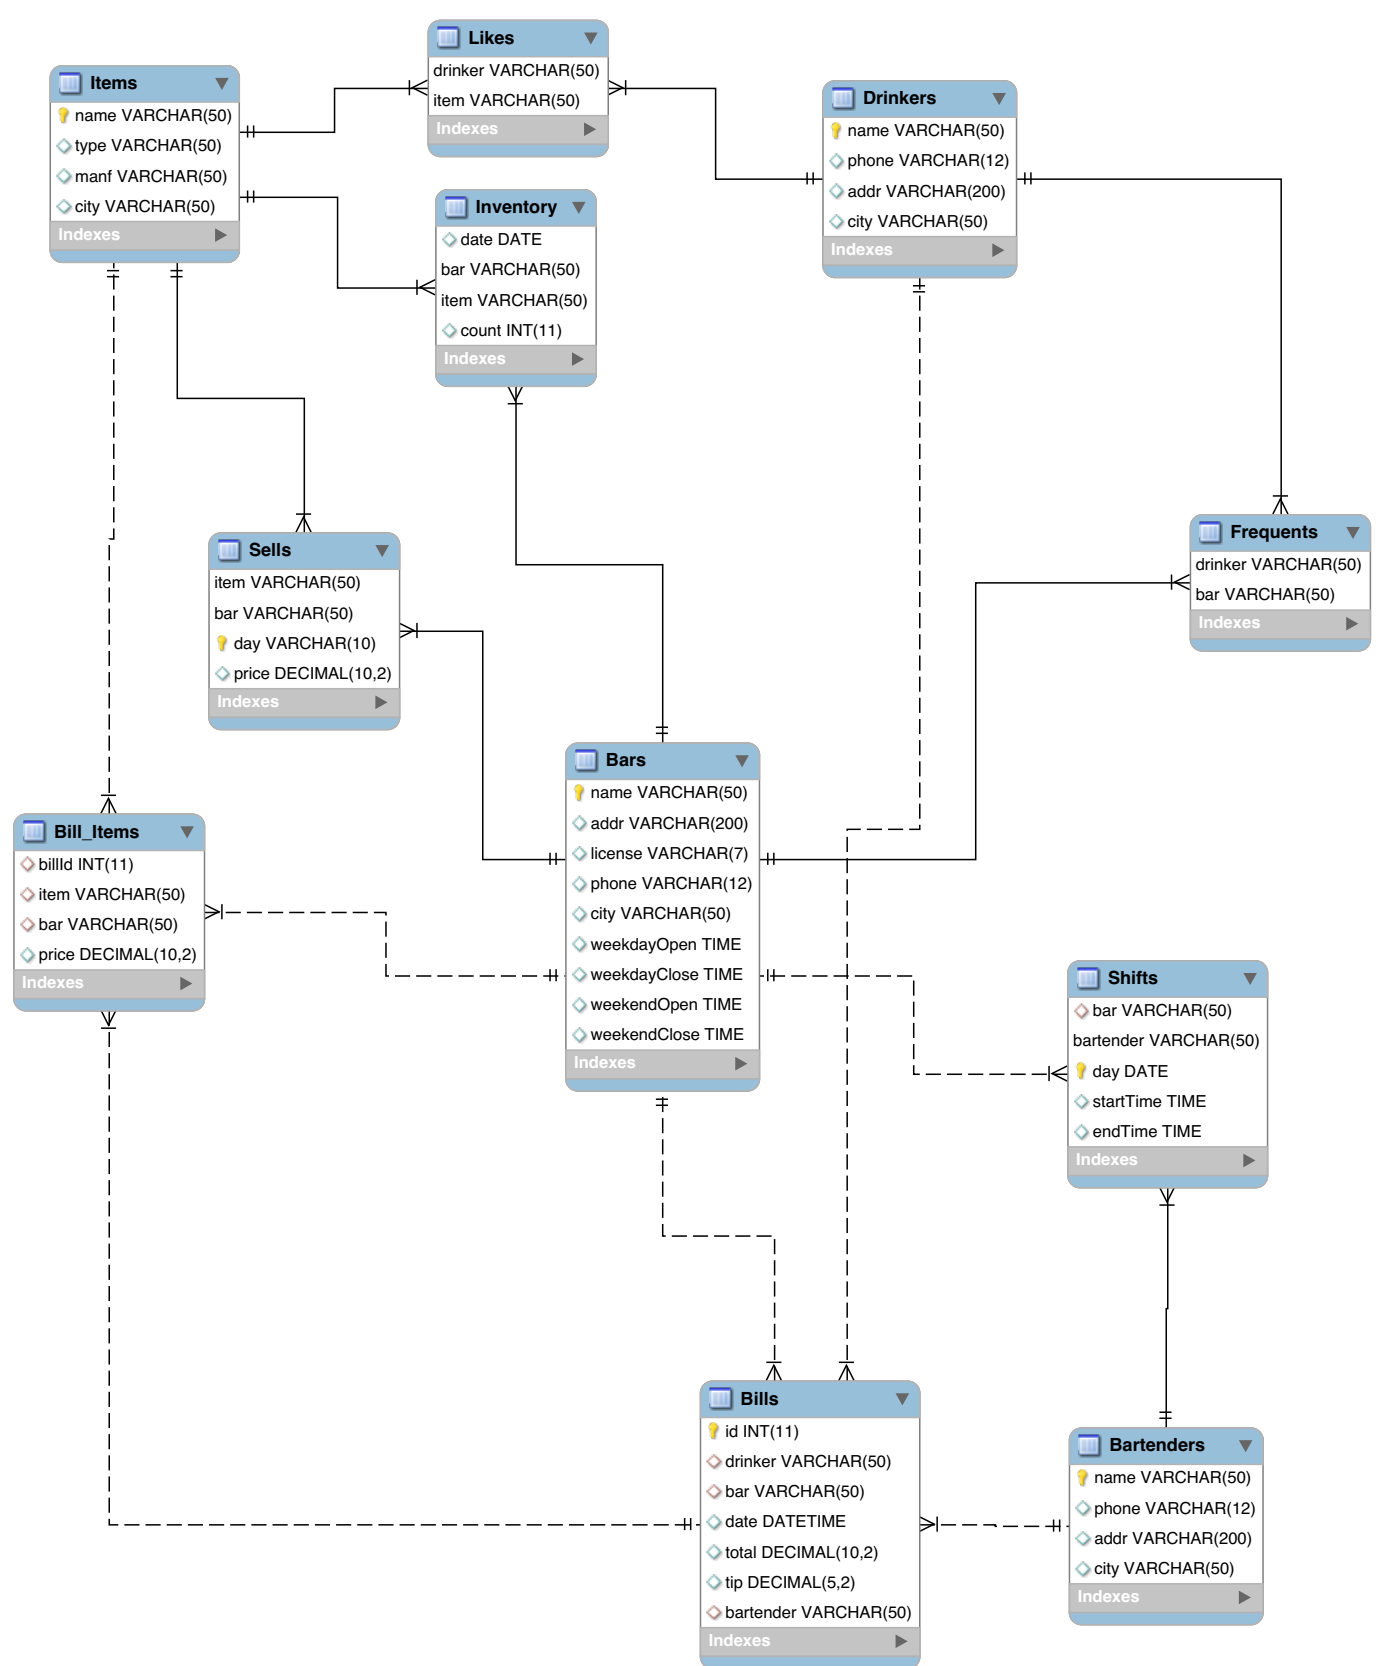 Likes
drinker VARCHAR(50)
item VARCHAR(50)
Indexes
Items
name VARCHAR(50)
type VARCHAR(50)
manf VARCHAR(50)
city VARCHAR(50)
Indexes
Drinkers
name VARCHAR(50)
phone VARCHAR(12)
addr VARCHAR(200)
city VARCHAR(50)
Indexes
Inventory
date DATE
bar VARCHAR(50)
item VARCHAR(50)
count INT(11)
Indexes
Sells
item VARCHAR(50)
bar VARCHAR(50)
day VARCHAR(10)
price DECIMAL(10,2)
Indexes
Frequents
drinker VARCHAR(50)
bar VARCHAR(50)
Indexes
Bars
name VARCHAR(50)
addr VARCHAR(200)
license VARCHAR(7)
phone VARCHAR(12)
city VARCHAR(50)
weekdayOpen TIME
weekdayClose TIME
weekendOpen TIME
weekendClose TIME
Indexes
Bill_Items
billId INT(11)
item VARCHAR(50)
bar VARCHAR(50)
price DECIMAL(10,2)
Indexes
Shifts
bar VARCHAR(50)
bartender VARCHAR(50)
day DATE
startTime TIME
endTime TIME
Indexes
Bills
id INT(11)
drinker VARCHAR(50)
bar VARCHAR(50)
date DATETIME
total DECIMAL(10,2)
tip DECIMAL(5,2)
bartender VARCHAR(50)
Indexes
Bartenders
name VARCHAR(50)
phone VARCHAR(12)
addr VARCHAR(200)
city VARCHAR(50)
Indexes